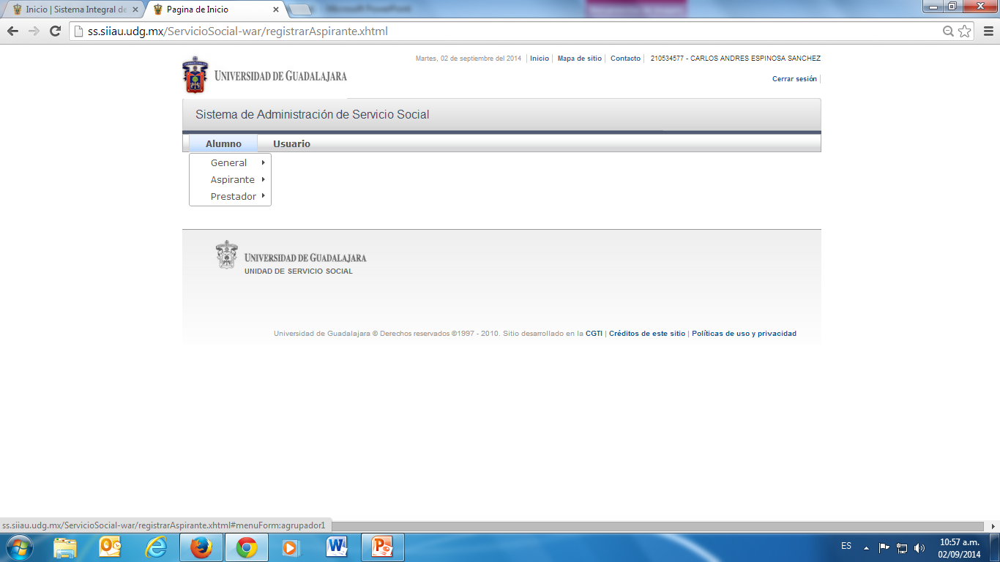 Inicio | Sistema Integral de
Pagina de Inicio
Microsoft PowerPoint
ss.siiau.udg.mx/ServicioSocial-war/registrarAspirante.xhtml
Martes, 02 de septiembre del 2014 | Inicio | Mapa de sitio | Contacto | 210534577 - CARLOS ANDRES ESPINOSA SANCHEZ
UNIVERSIDAD DE GUADALAJARA
Cerrar sesión |
Sistema de Administración de Servicio Social
Alumno Usuario
General
Aspirante
Prestador
UNIVERSIDAD DE GUADALAJARA
UNIDAD DE SERVICIO SOCIAL
Universidad de Guadalajara © Derechos reservados ©1997 - 2010. Sitio desarrollado en la CGTI | Créditos de este sitio | Políticas de uso y privacidad
ss.siiau.udg.mx/ServicioSocial-war/registrarAspirante.xhtml#menuForm:agrupador1
ES
10:57 a.m.
02/09/2014